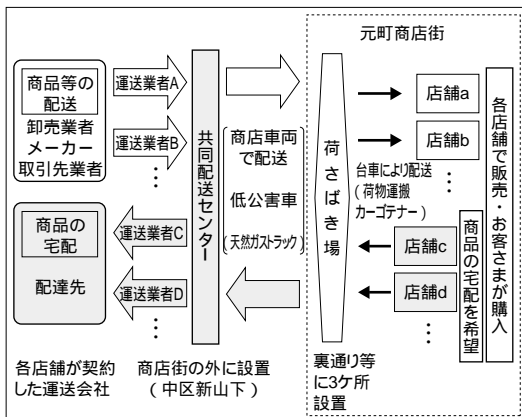 元町商店街
商品等の
配送
卸売業者
メーカー
取引先業者
商品の
宅配
配達先
運送業者A
運送業者B
⋮
運送業者C
運送業者D
⋮
共同配送センター
商店車両
で配送
低公害車
(天然ガストラック)
荷さばき場
店舗a
店舗b
⋮
台車により配送
(荷物運搬
カーゴテナー)
店舗c
店舗d
⋮
商品の宅配を希望
各店舗で販売・お客さまが購入
各店舗が契約
した運送会社
商店街の外に設置
(中区新山下)
裏通り等
に3ケ所
設置